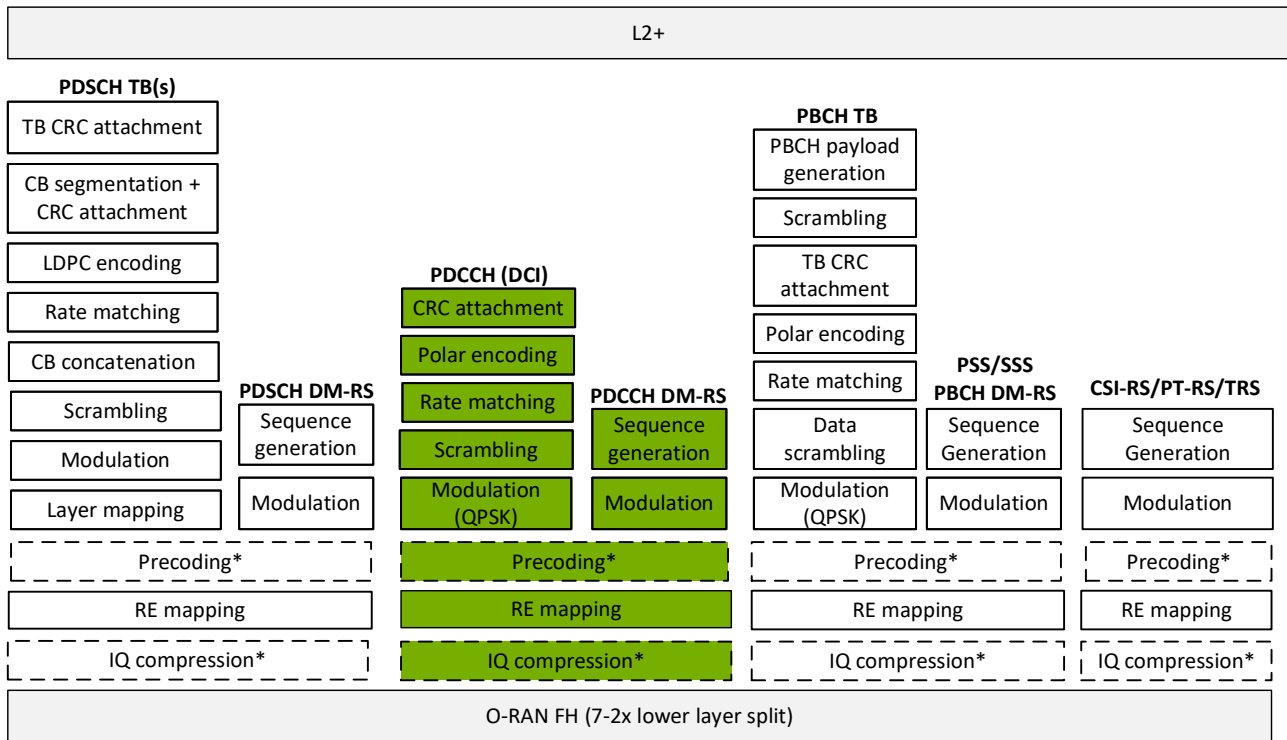 L2+
PDSCH TB(s)
TB CRC attachment
CB segmentation +
CRC attachment
LDPC encoding
Rate matching
CB concatenation
Scrambling
Modulation
Layer mapping
PDSCH DM-RS
Sequence
generation
Modulation
Precoding*
RE mapping
IQ compression*
PDCCH (DCI)
CRC attachment
Polar encoding
Rate matching
Scrambling
Modulation
(QPSK)
PDCCH DM-RS
Sequence
generation
Modulation
Precoding*
RE mapping
IQ compression*
PBCH TB
PBCH payload
generation
Scrambling
TB CRC
attachment
Polar encoding
Rate matching
Data
scrambling
Modulation
(QPSK)
PSS/SSS
PBCH DM-RS
Sequence
Generation
Modulation
Precoding*
RE mapping
IQ compression*
CSI-RS/PT-RS/TRS
Sequence
Generation
Modulation
Precoding*
RE mapping
IQ compression*
O-RAN FH (7-2x lower layer split)